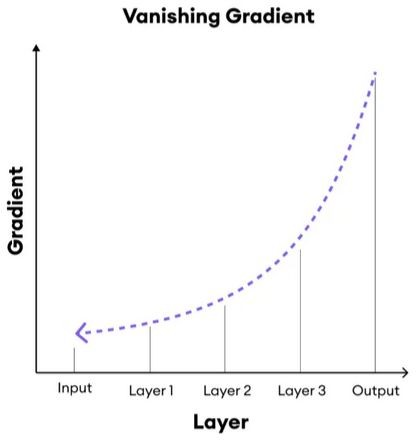 Vanishing Gradient
Gradient
Input
Layer 1
Layer 2
Layer 3
Output
Layer